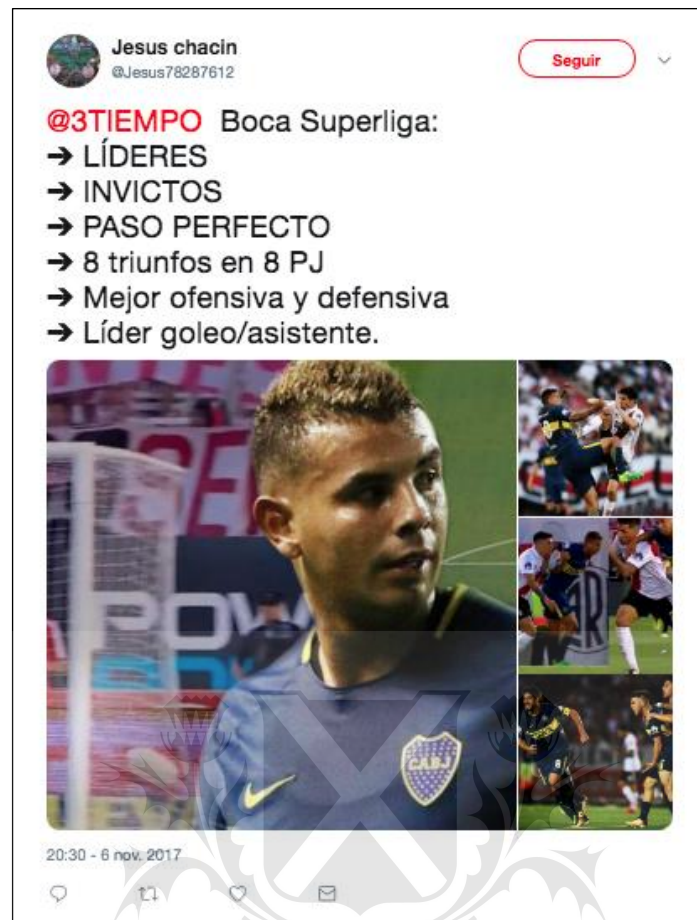 Jesus chacin
@Jesus78287612
Seguir
@3TIEMPO Boca Superliga:
➔ LÍDERES
➔ INVICTOS
➔ PASO PERFECTO
➔ 8 triunfos en 8 PJ
➔ Mejor ofensiva y defensiva
➔ Líder goleo/asistente.
CABJ
8
20:30 - 6 nov. 2017